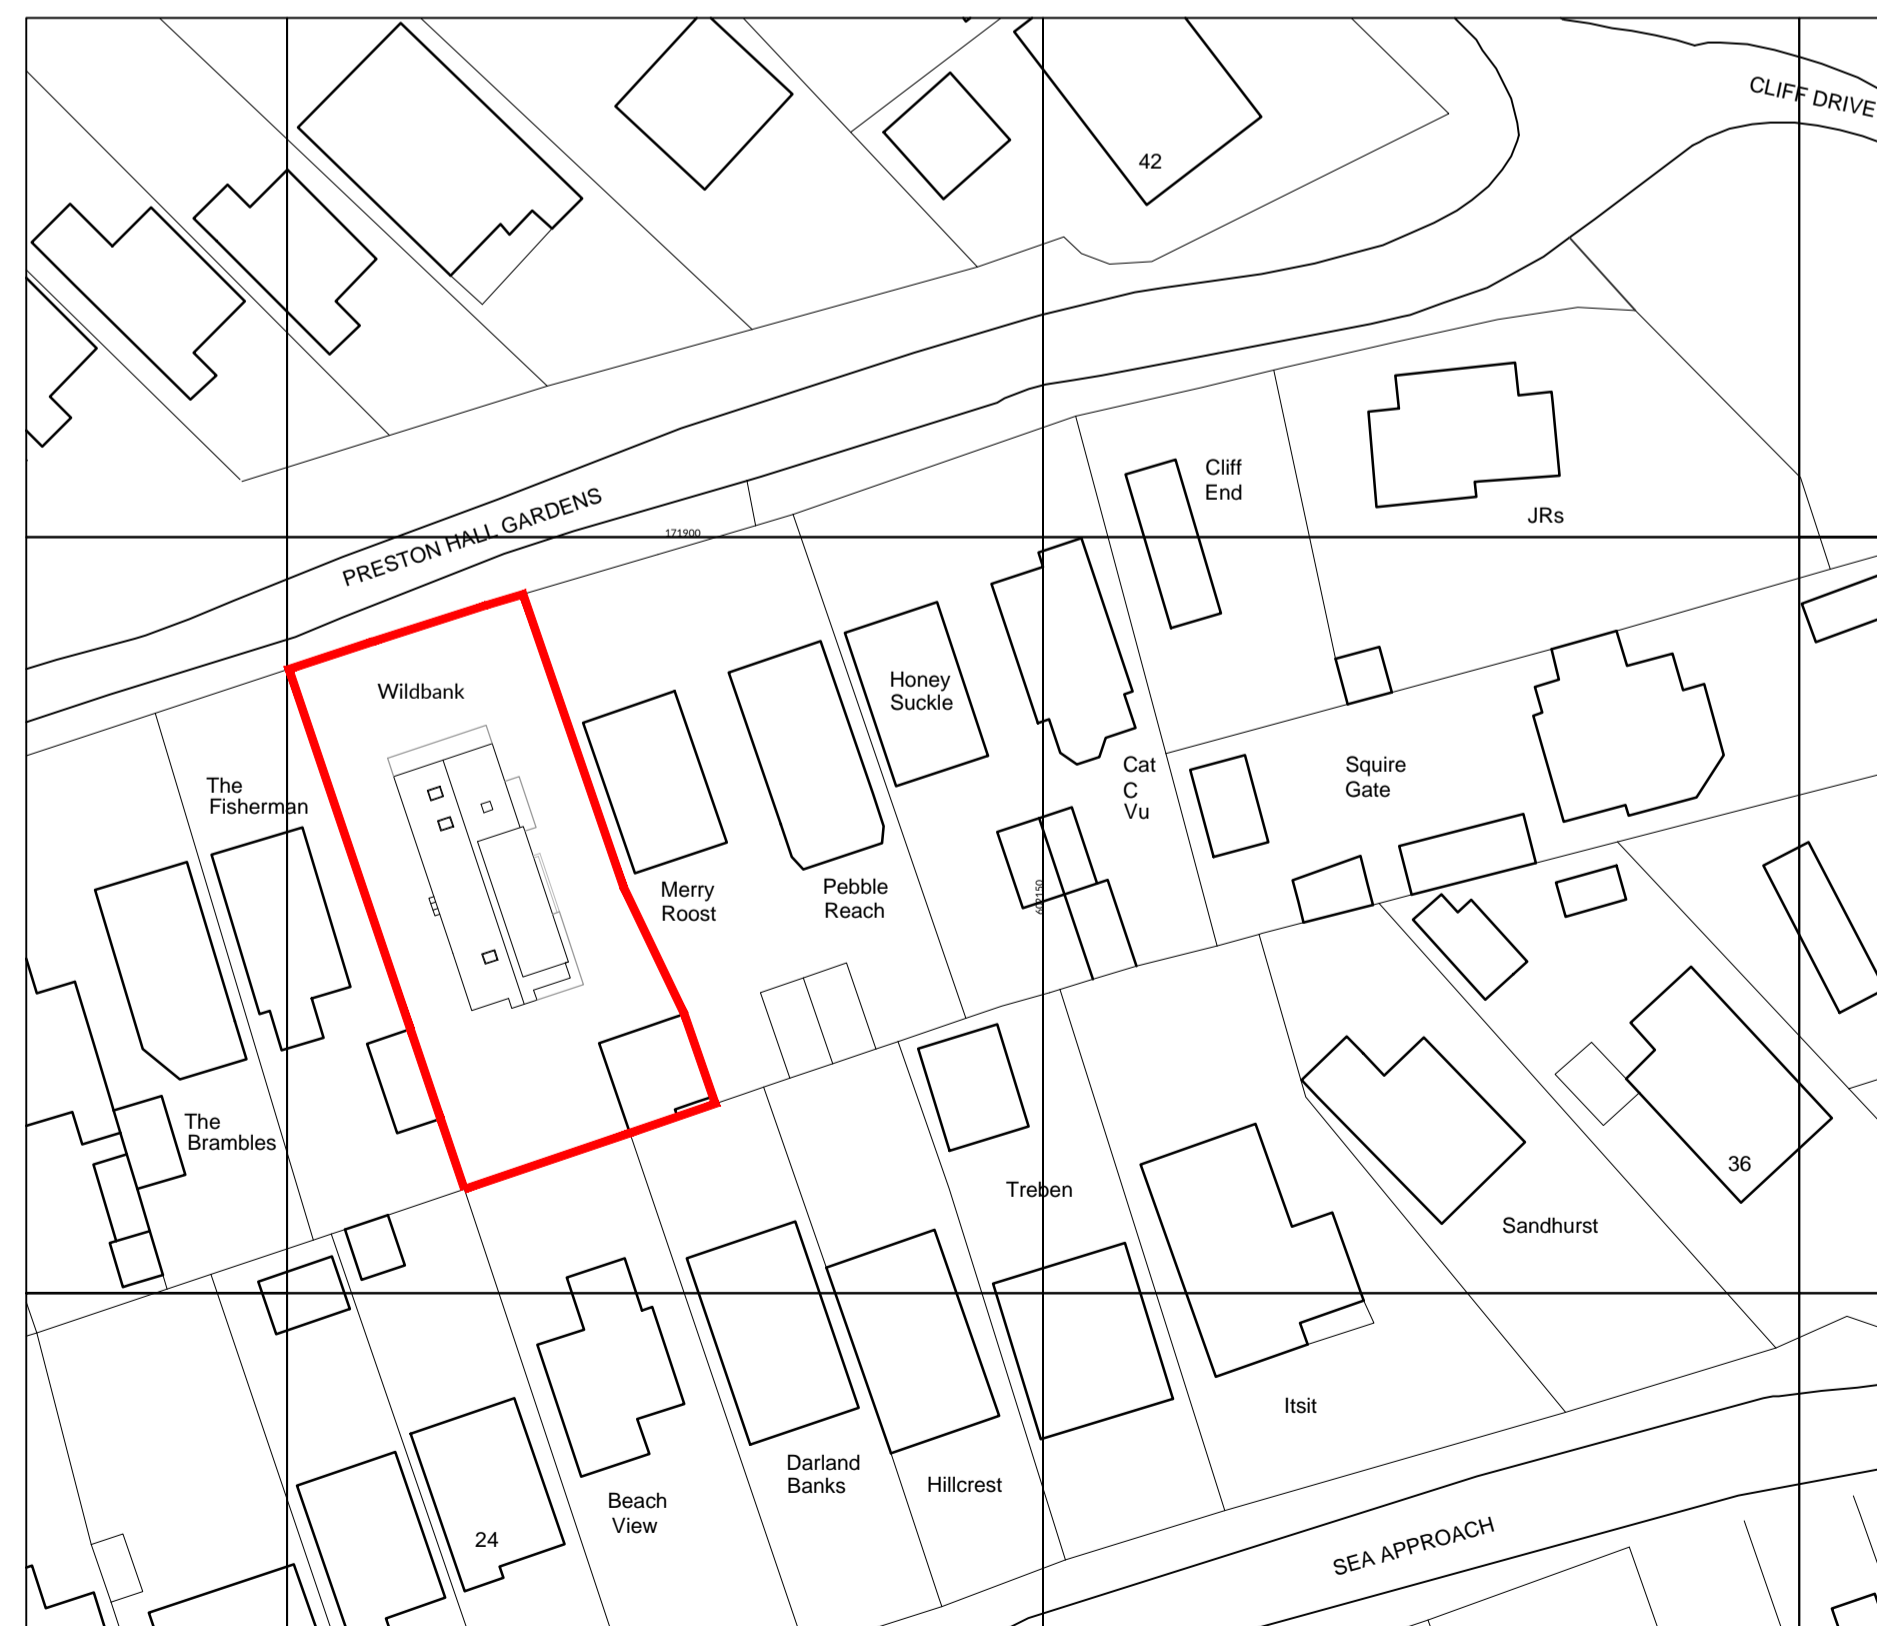 CLIFF DRIVE
42
Cliff
End
JRs
PRESTON HALL GARDENS
171900
Wildbank
Honey
Suckle
The
Fisherman
Cat
C
Vu
Squire
Gate
Merry
Roost
Pebble
Reach
602150
The
Brambles
Treben
36
Sandhurst
Itsit
Darland
Banks
Hillcrest
Beach
View
24
SEA APPROACH